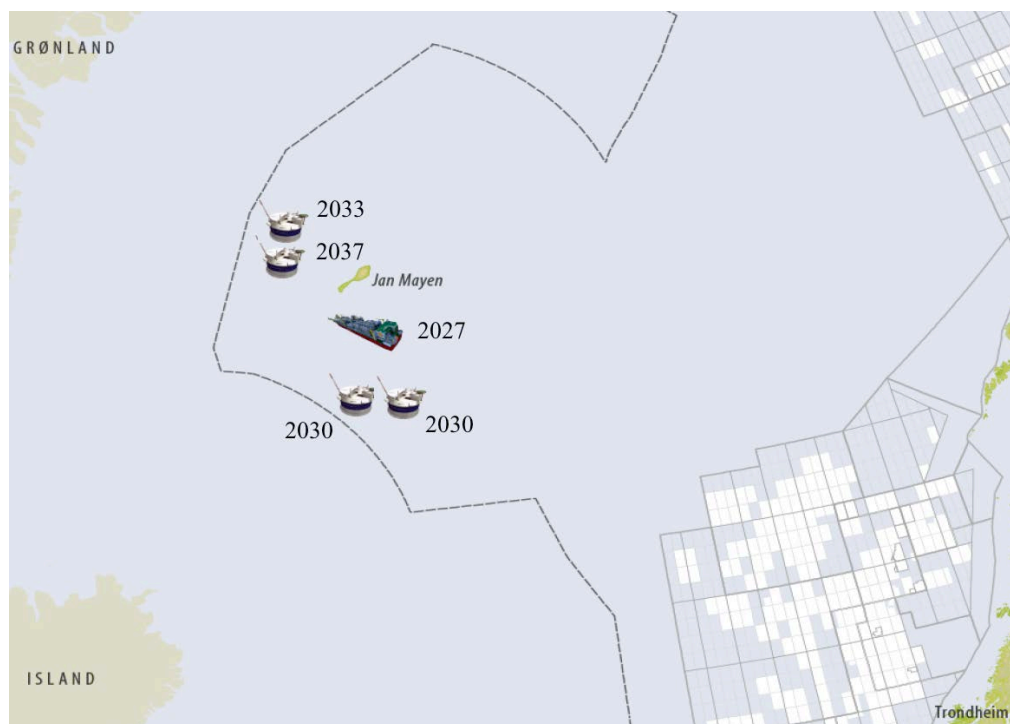 GRØNLAND
2033
2037
Jan Mayen
2027
2030
2030
ISLAND
Trondheim